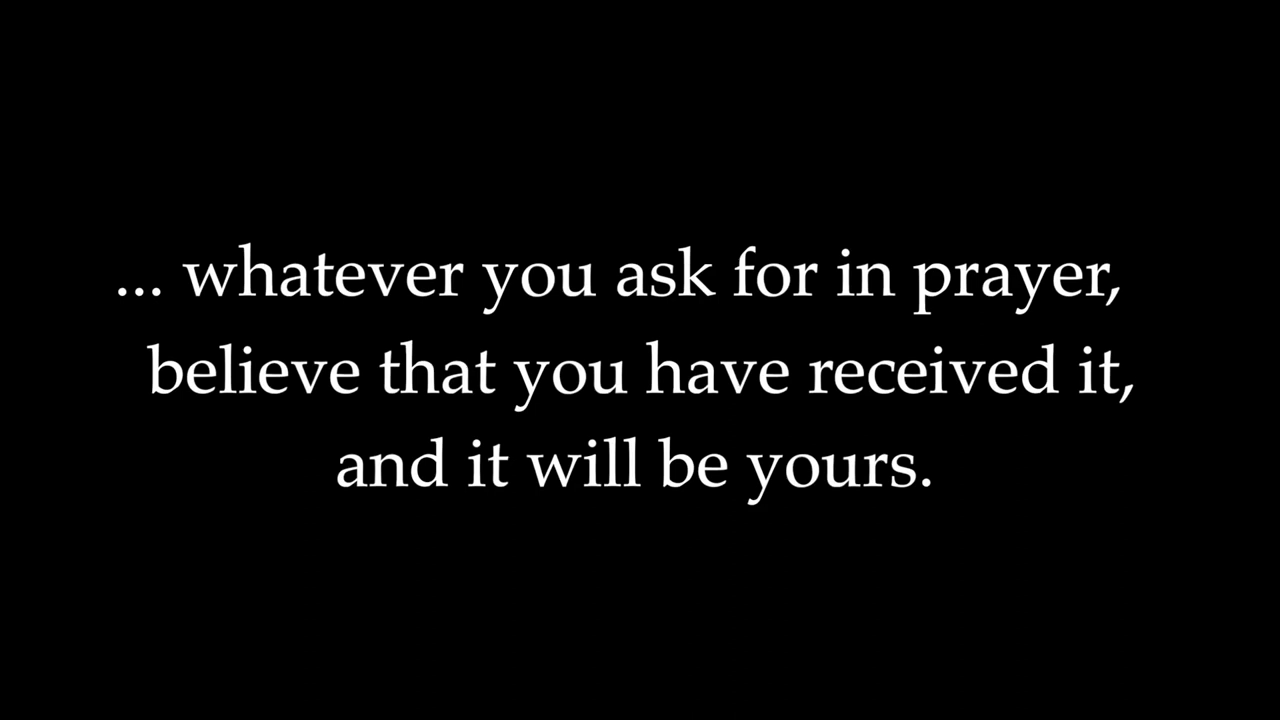 ... whatever you ask for in prayer,
believe that you have received it,
and it will be yours.